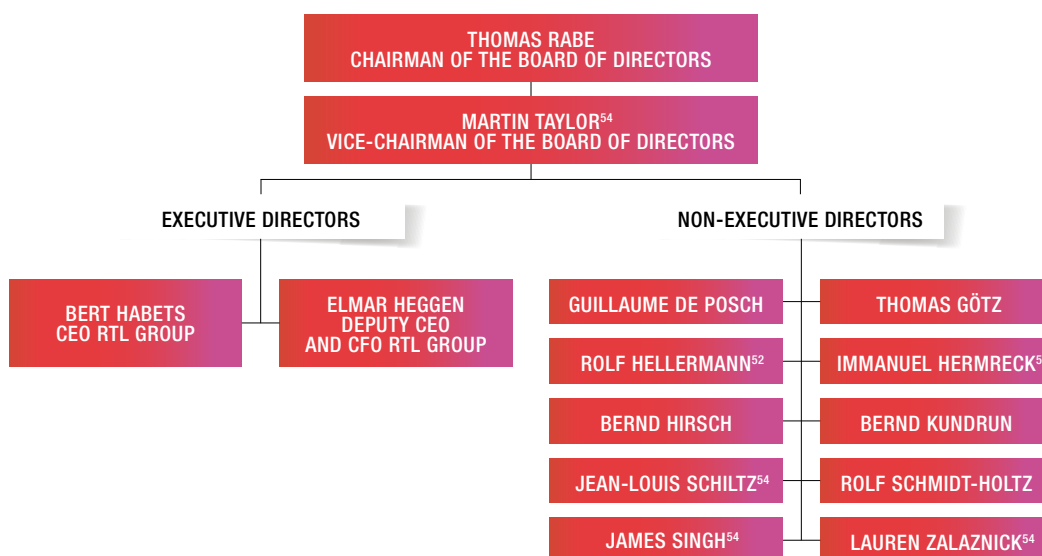 THOMAS RABE
CHAIRMAN OF THE BOARD OF DIRECTORS
MARTIN TAYLOR⁵⁴
VICE-CHAIRMAN OF THE BOARD OF DIRECTORS
EXECUTIVE DIRECTORS
NON-EXECUTIVE DIRECTORS
BERT HABETS
CEO RTL GROUP
ELMAR HEGGEN
DEPUTY CEO
AND CFO RTL GROUP
GUILLAUME DE POSCH
THOMAS GÖTZ
ROLF HELLERMANN⁵²
IMMANUEL HERMRECK
BERND HIRSCH
BERND KUNDRUN
JEAN-LOUIS SCHILTZ⁵⁴
ROLF SCHMIDT-HOLTZ
JAMES SINGH⁵⁴
LAUREN ZALAZNICK⁵⁴